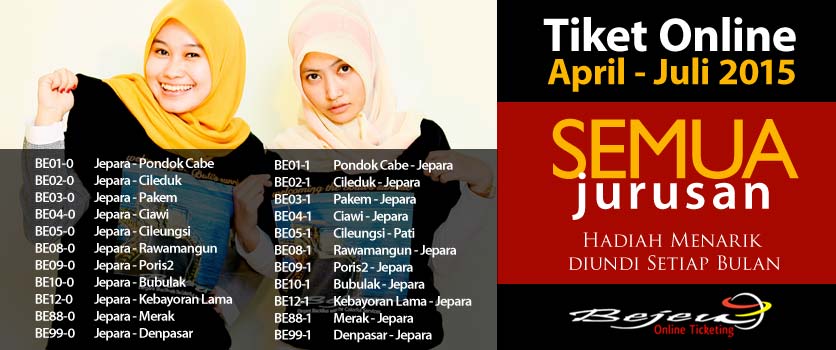 BE01-0 Jepara - Pondok Cabe
BE02-0 Jepara - Cileduk
BE03-0 Jepara - Pakem
BE04-0 Jepara - Ciawi
BE05-0 Jepara - Cileungsi
BE08-0 Jepara - Rawamangun
BE09-0 Jepara - Poris2
BE10-0 Jepara - Bubulak
BE12-0 Jepara - Kebayoran Lama
BE88-0 Jepara - Merak
BE99-0 Jepara - Denpasar
BE01-1 Pondok Cabe - Jepara
BE02-1 Cileduk - Jepara
BE03-1 Pakem - Jepara
BE04-1 Ciawi - Jepara
BE05-1 Cileungsi - Pati
BE08-1 Rawamangun - Jepara
BE09-1 Poris2 - Jepara
BE10-1 Bubulak - Jepara
BE12-1 Kebayoran Lama - Jepara
BE88-1 Merak - Jepara
BE99-1 Denpasar - Jepara
Tiket Online
April - Juli 2015
SEMUA
jurusan
HADIAH MENARIK
DIUNDI SETIAP BULAN
Bejeu
Online Ticketing